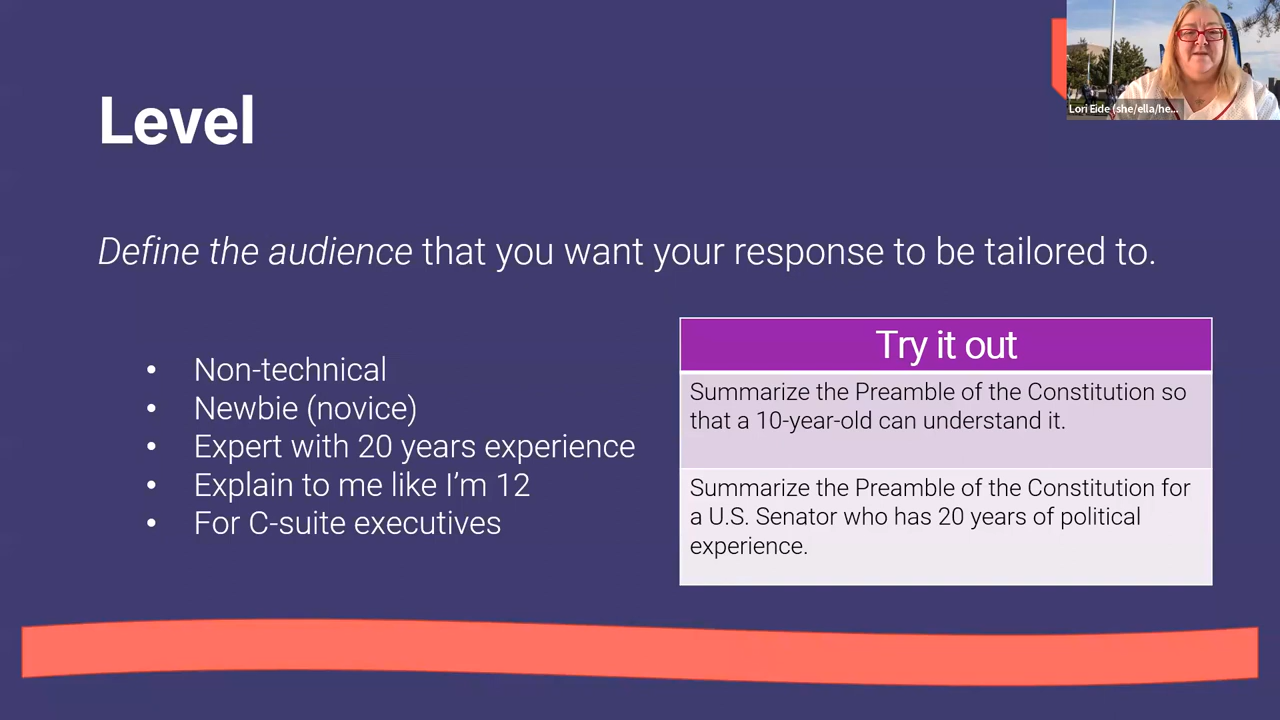 Lori Eide (she/ella/he...
Level
Define the audience that you want your response to be tailored to.
• Non-technical
• Newbie (novice)
• Expert with 20 years experience
• Explain to me like I’m 12
• For C-suite executives
Try it out
Summarize the Preamble of the Constitution so
that a 10-year-old can understand it.
Summarize the Preamble of the Constitution for
a U.S. Senator who has 20 years of political
experience.